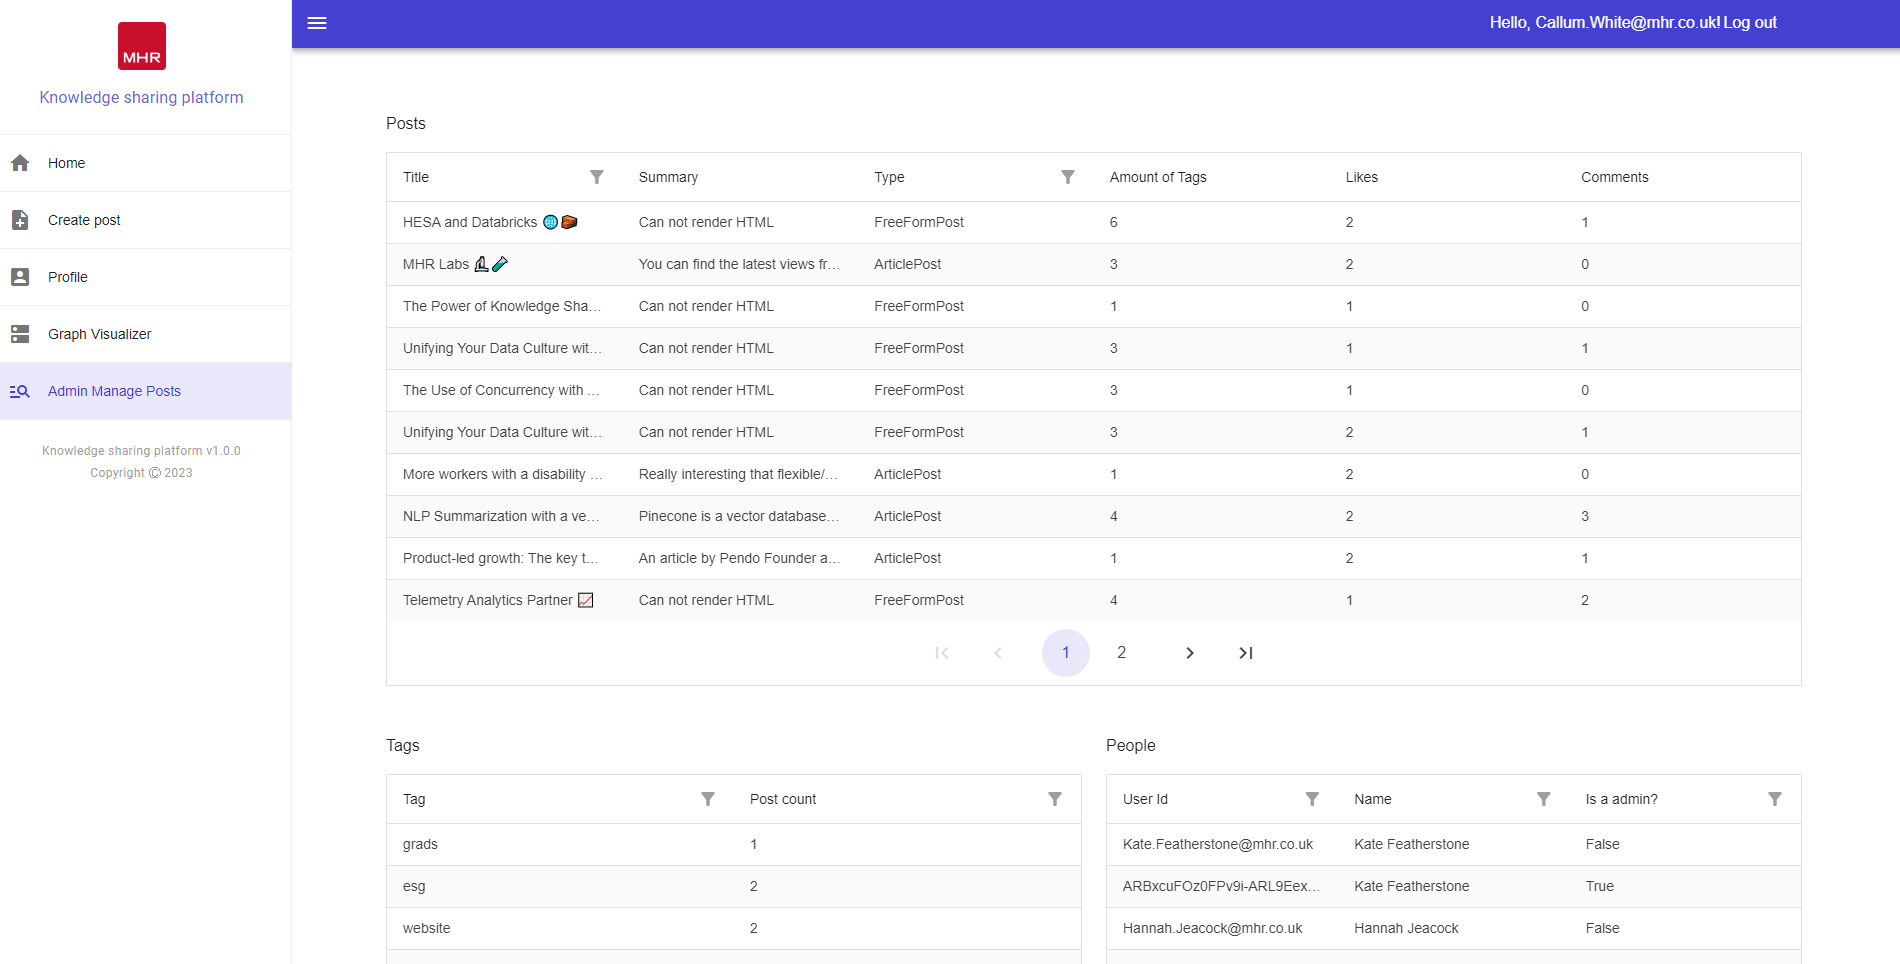 MHR
Knowledge sharing platform
Home
Create post
Profile
Graph Visualizer
Admin Manage Posts
Knowledge sharing platform v1.0.0
Copyright © 2023
Hello, Callum.White@mhr.co.uk! Log out
Posts
Title Summary Type Amount of Tags Likes Comments
HESA and Databricks 🌐🧱 Can not render HTML FreeFormPost 6 2 1
MHR Labs 🔬🧪 You can find the latest views fr… ArticlePost 3 2 0
The Power of Knowledge Sha… Can not render HTML FreeFormPost 1 1 0
Unifying Your Data Culture wit… Can not render HTML FreeFormPost 3 1 1
The Use of Concurrency with … Can not render HTML FreeFormPost 3 1 0
Unifying Your Data Culture wit… Can not render HTML FreeFormPost 3 2 1
More workers with a disability … Really interesting that flexible/… ArticlePost 1 2 0
NLP Summarization with a ve… Pinecone is a vector database… ArticlePost 4 2 3
Product-led growth: The key t… An article by Pendo Founder a… ArticlePost 1 2 1
Telemetry Analytics Partner 📈 Can not render HTML FreeFormPost 4 1 2
1 2
Tags
Tag Post count
grads 1
esg 2
website 2
People
User Id Name Is a admin?
Kate.Featherstone@mhr.co.uk Kate Featherstone False
ARBxcuFOz0FPv9i-ARL9Eex… Kate Featherstone True
Hannah.Jeacock@mhr.co.uk Hannah Jeacock False